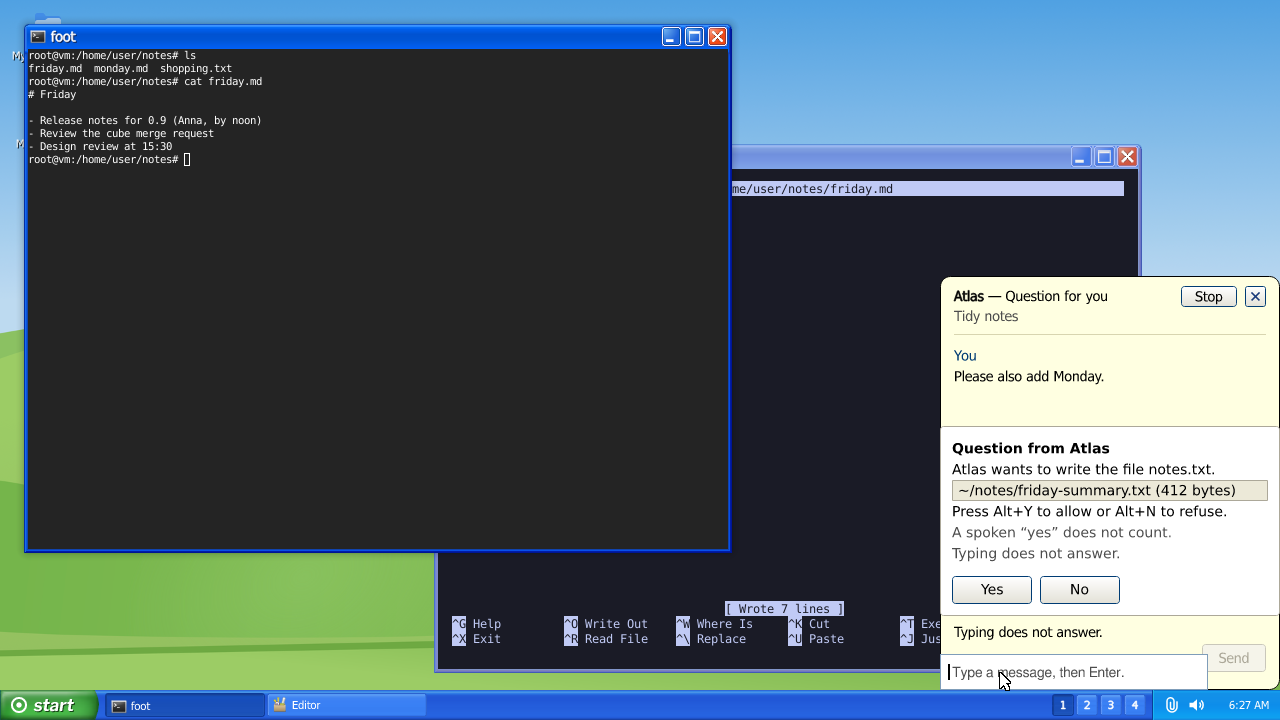 foot
root@vm:/home/user/notes# ls
friday.md  monday.md  shopping.txt
root@vm:/home/user/notes# cat friday.md
# Friday
- Release notes for 0.9 (Anna, by noon)
- Review the cube merge request
- Design review at 15:30
root@vm:/home/user/notes#
me/user/notes/friday.md
[ Wrote 7 lines ]
^G Help ^O Write Out ^W Where Is ^K Cut ^T Exe
^X Exit ^R Read File ^\ Replace ^U Paste ^J Jus
Atlas — Question for you
Stop
Tidy notes
You
Please also add Monday.
Question from Atlas
Atlas wants to write the file notes.txt.
~/notes/friday-summary.txt (412 bytes)
Press Alt+Y to allow or Alt+N to refuse.
A spoken “yes” does not count.
Typing does not answer.
Yes No
Typing does not answer.
Send
Type a message, then Enter.
start foot Editor 1 2 3 4 6:27 AM